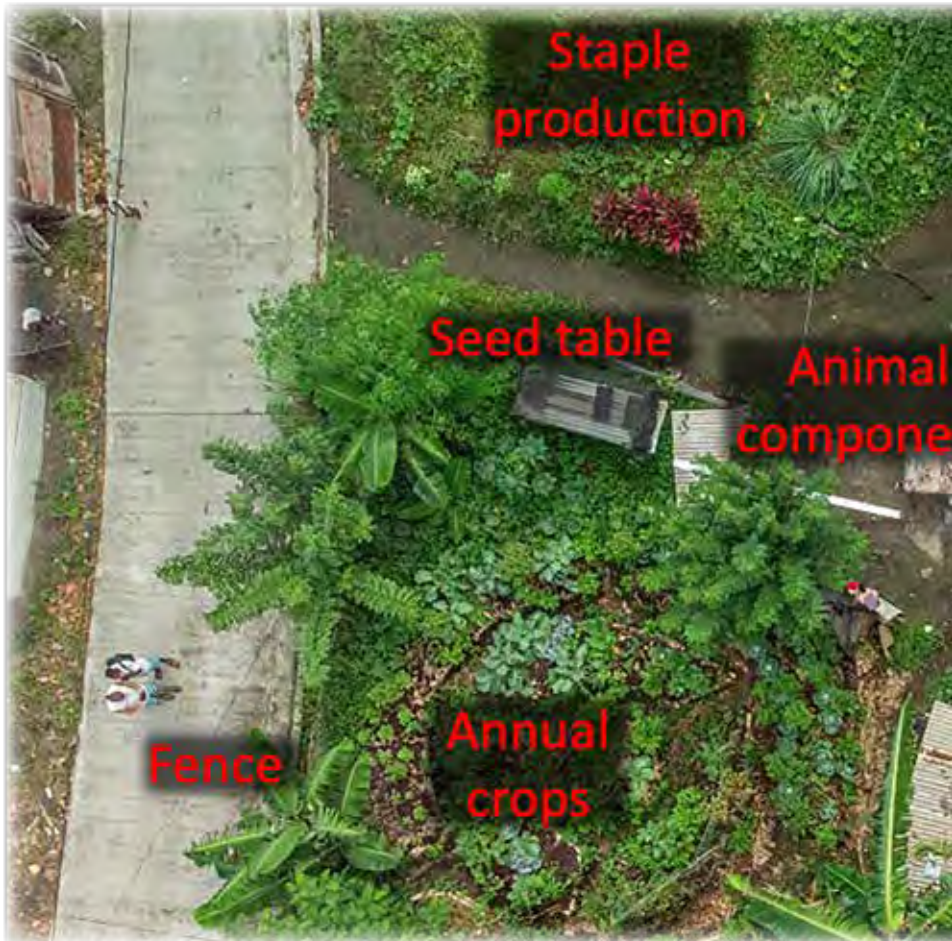 Staple
production
Seed table
Animal
compone
Annual
crops
Fence